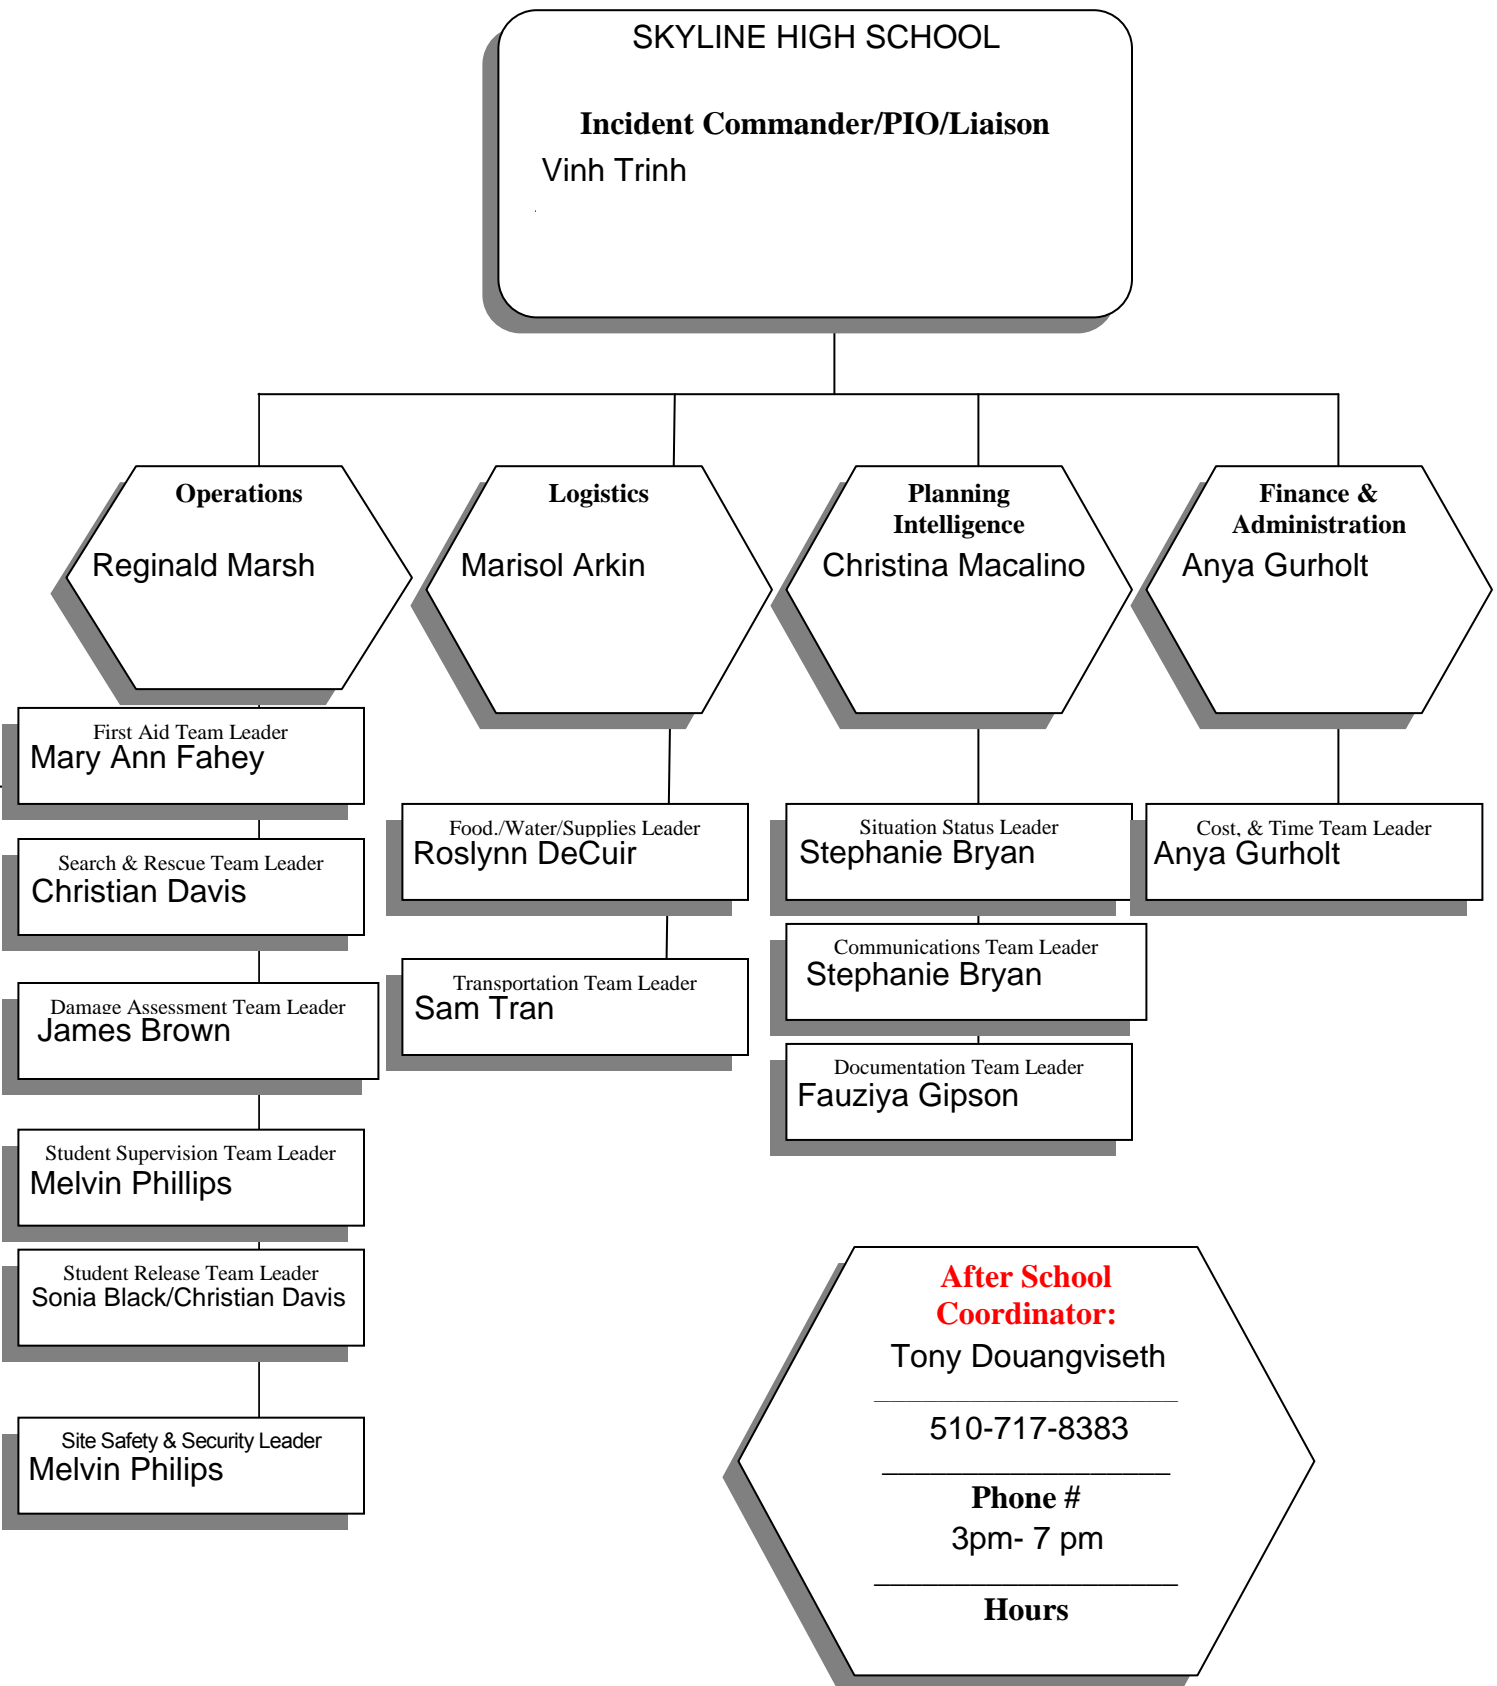 SKYLINE HIGH SCHOOL
Incident Commander/PIO/Liaison
Vinh Trinh
Operations
Reginald Marsh
Logistics
Marisol Arkin
Planning
Intelligence
Christina Macalino
Finance &
Administration
Anya Gurholt
First Aid Team Leader
Mary Ann Fahey
Search & Rescue Team Leader
Christian Davis
Damage Assessment Team Leader
James Brown
Student Supervision Team Leader
Melvin Phillips
Student Release Team Leader
Sonia Black/Christian Davis
Site Safety & Security Leader
Melvin Philips
Food./Water/Supplies Leader
Roslynn DeCuir
Transportation Team Leader
Sam Tran
Situation Status Leader
Stephanie Bryan
Communications Team Leader
Stephanie Bryan
Documentation Team Leader
Fauziya Gipson
Cost, & Time Team Leader
Anya Gurholt
After School
Coordinator:
Tony Douangviseth
510-717-8383
Phone #
3pm- 7 pm
Hours